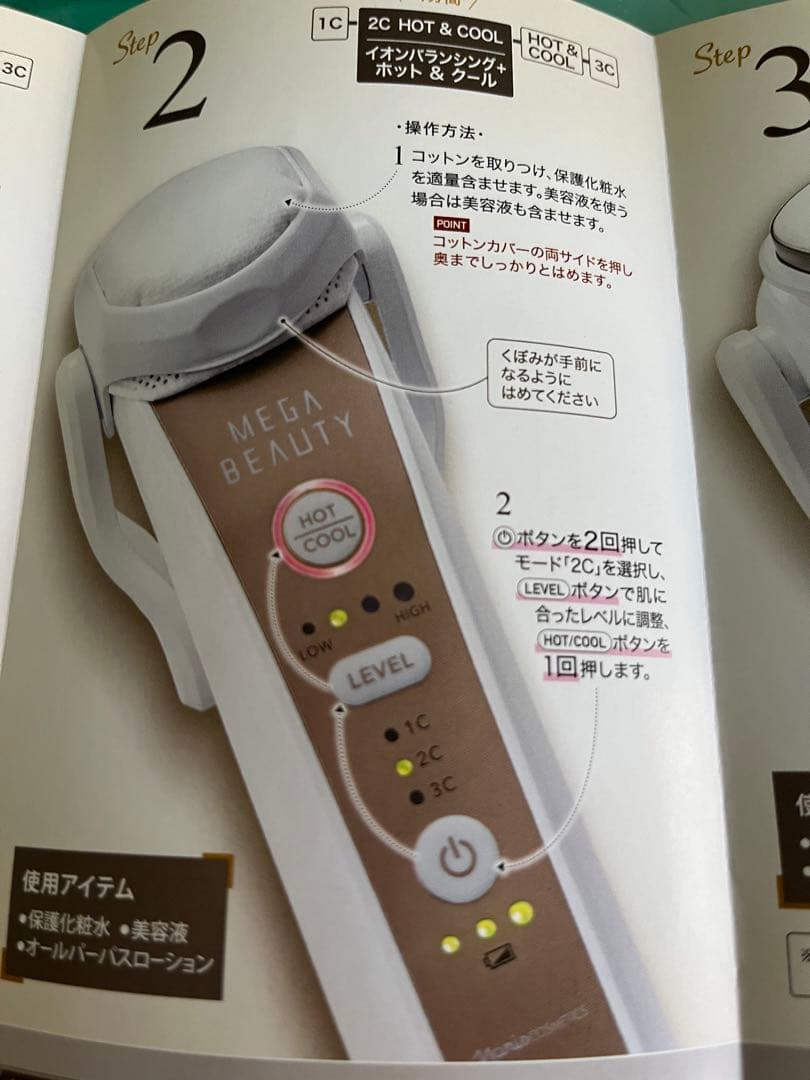 Step 2
1C
2C HOT & COOL
イオンバランシング+
ホット & クール
HOT &
COOL
3C
3C
・操作方法・
1 コットンを取りつけ、保護化粧水
を適量含ませます。美容液を使う
場合は美容液も含ませます。
POINT
コットンカバーの両サイドを押し
奥までしっかりとはめます。
くぼみが手前に
なるように
はめてください
MEGA
BEAUTY
HOT
COOL
LOW
HIGH
LEVEL
1C
2C
3C
2
ボタンを2回押して
モード「2C」を選択し、
LEVEL ボタンで肌に
合ったレベルに調整、
HOT/COOL ボタンを
1回押します。
使用アイテム
•保護化粧水 •美容液
•オールパーパスローション
Step 3